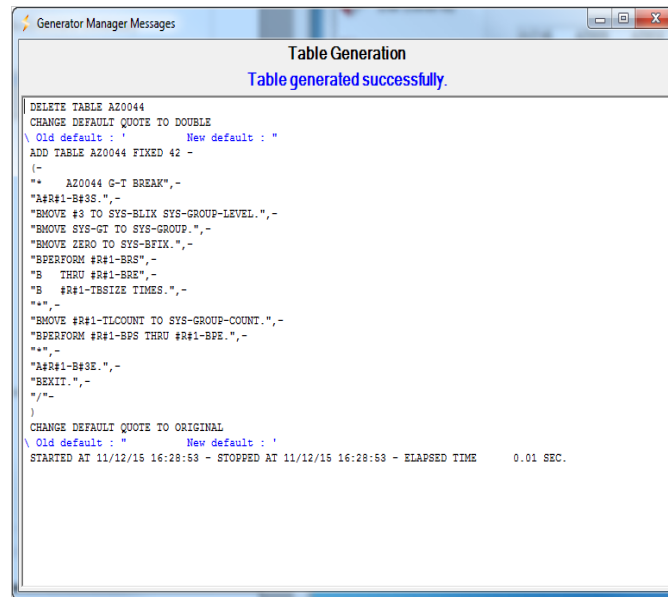 Generator Manager Messages
Table Generation
Table generated successfully.
DELETE TABLE AZ0044
CHANGE DEFAULT QUOTE TO DOUBLE
\ Old default : '          New default : "
ADD TABLE AZ0044 FIXED 42 -
(-
"*    AZ0044 G-T BREAK",-
"A#R#1-B#3S.",-
"BMOVE #3 TO SYS-BLIX SYS-GROUP-LEVEL.",-
"BMOVE SYS-GT TO SYS-GROUP.",-
"BMOVE ZERO TO SYS-BFIX.",-
"BPERFORM #R#1-BRS",-
"B   THRU #R#1-BRE",-
"B   #R#1-TBSIZE TIMES.",-
"*",-
"BMOVE #R#1-TLCOUNT TO SYS-GROUP-COUNT.",-
"BPERFORM #R#1-BPS THRU #R#1-BPE.",-
"*",-
"A#R#1-B#3E.",-
"BEXIT.",-
"/"-
)
CHANGE DEFAULT QUOTE TO ORIGINAL
\ Old default : "          New default : '
STARTED AT 11/12/15 16:28:53 - STOPPED AT 11/12/15 16:28:53 - ELAPSED TIME     0.01 SEC.